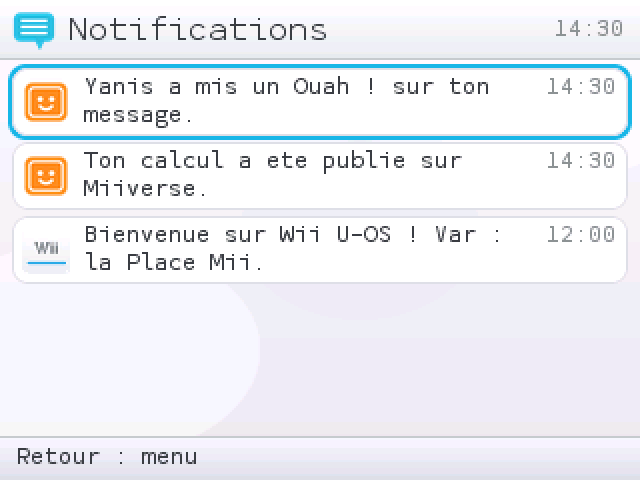 Notifications 14:30
Yanis a mis un Ouah ! sur ton 14:30
message.
Ton calcul a ete publie sur 14:30
Miiverse.
Wii
Bienvenue sur Wii U-OS ! Var : 12:00
la Place Mii.
Retour : menu